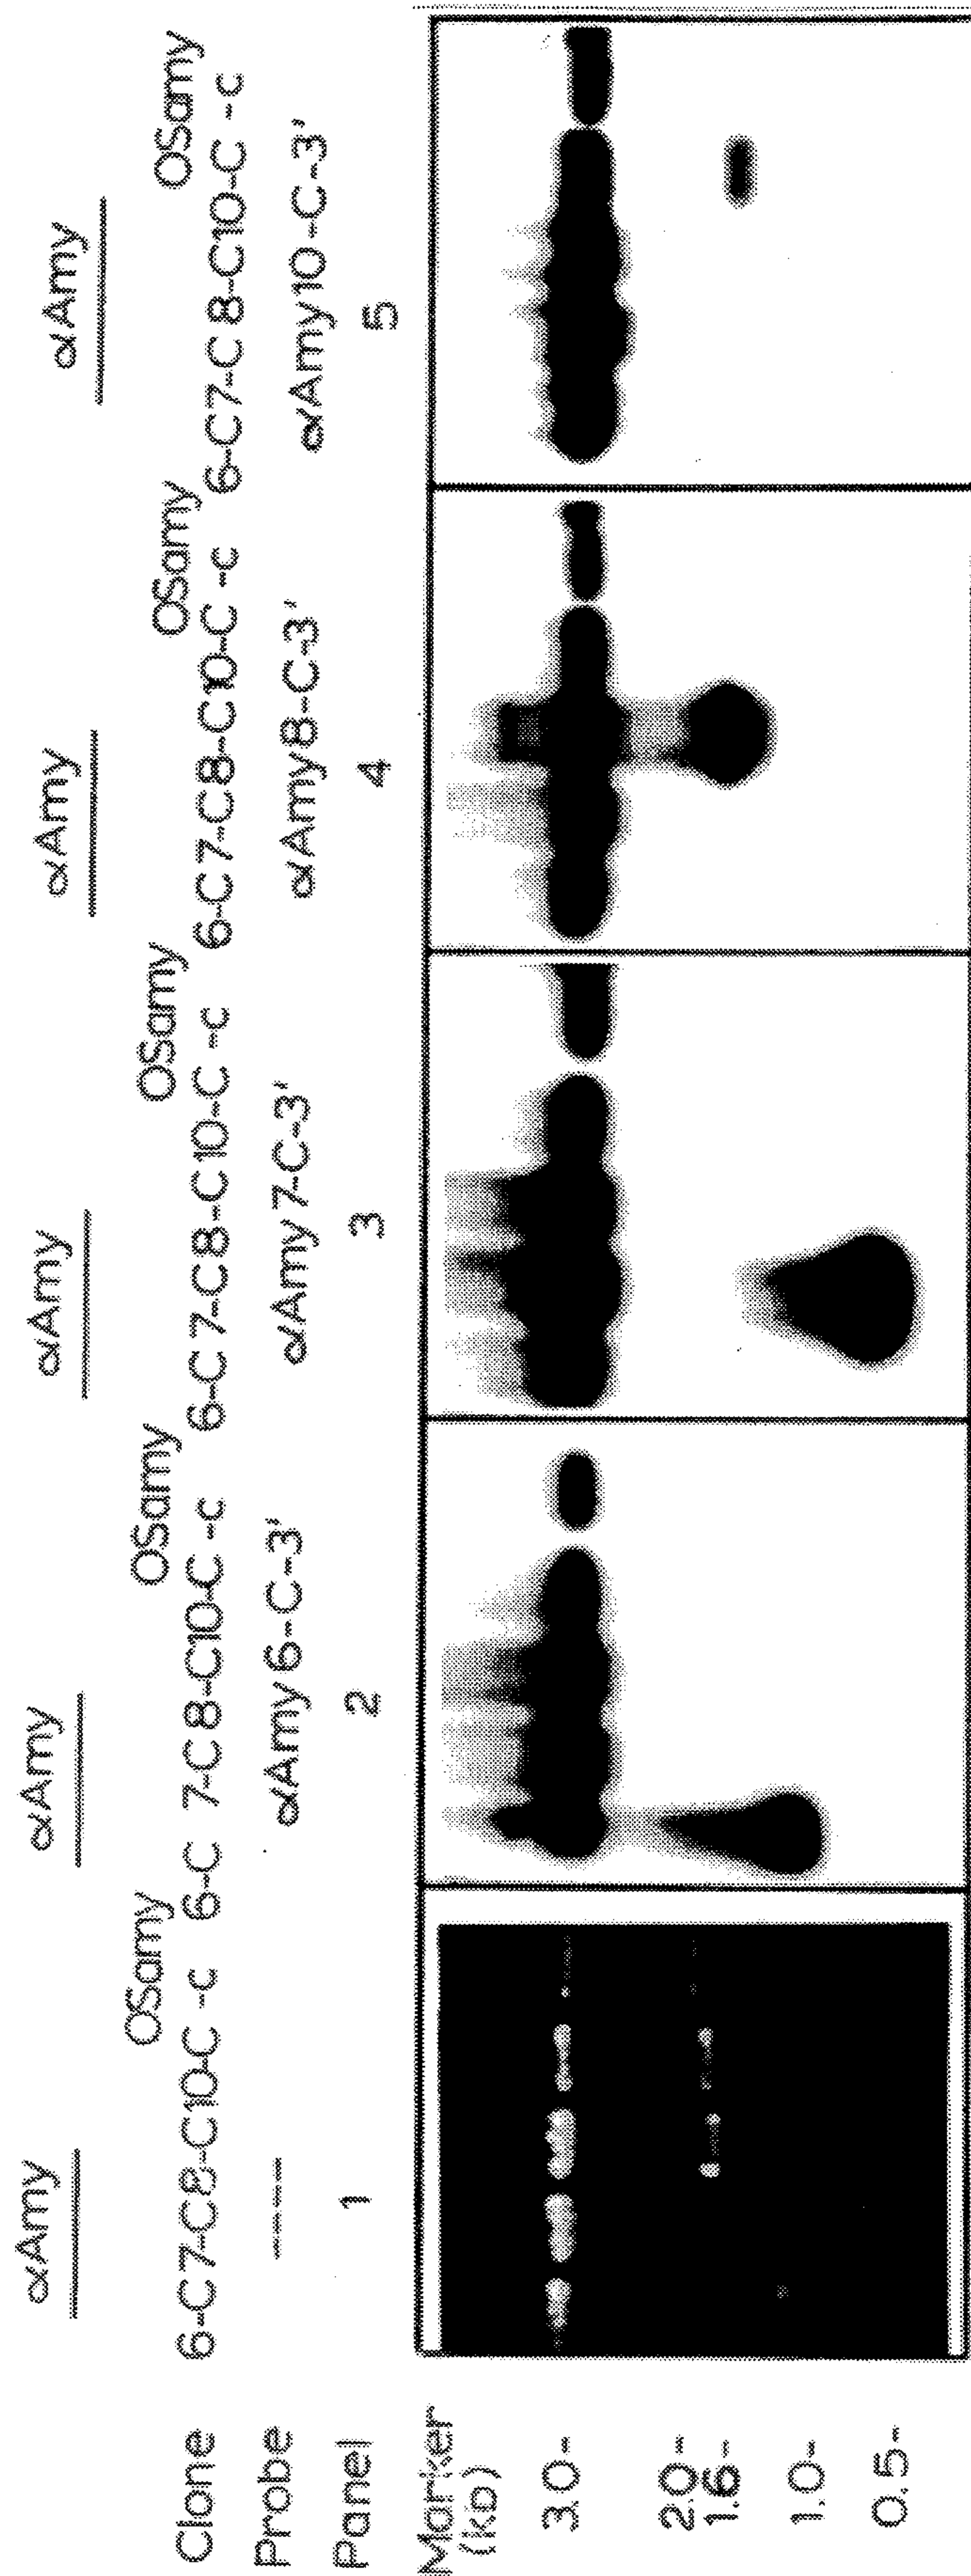 αAmy αAmy αAmy αAmy αAmy
OSamy OSamy OSamy OSamy OSamy
Clone 6-C 7-C 8-C 10-C -c 6-C 7-C 8-C 10-C -c 6-C 7-C 8-C 10-C -c 6-C 7-C 8-C 10-C -c 6-C 7-C 8-C 10-C -c
Probe ---- αAmy 6-C-3' αAmy 7-C-3' αAmy 8-C-3' αAmy 10-C-3'
Panel 1 2 3 4 5
Marker
(kb)
3.0-
2.0-
1.6-
1.0-
0.5-